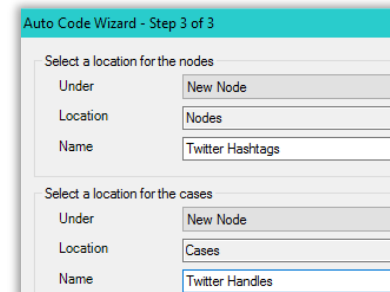 Auto Code Wizard - Step 3 of 3
Select a location for the nodes
Under New Node
Location Nodes
Name Twitter Hashtags
Select a location for the cases
Under New Node
Location Cases
Name Twitter Handles